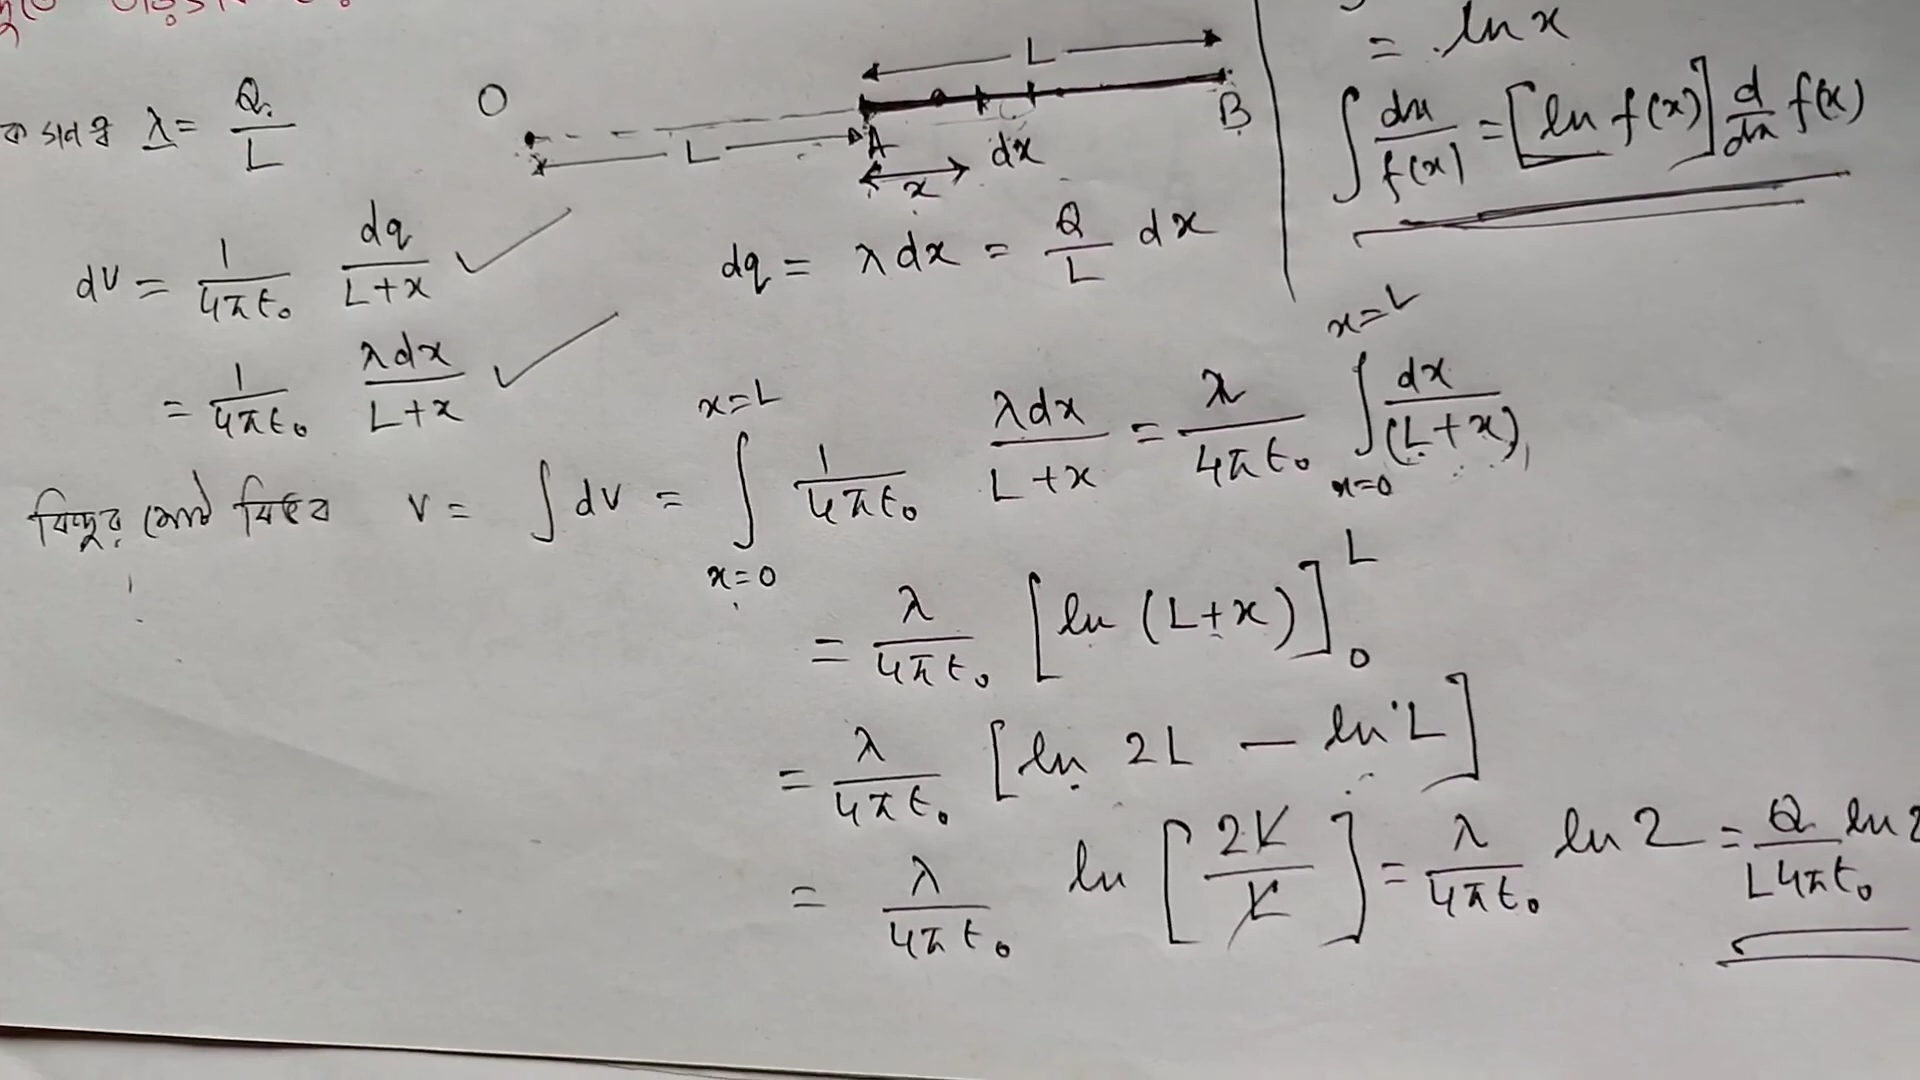 λ = Q/L
O
L
A
B
x
dx
= ln x
∫ dx/f(x) = [ln f(x)] d/dx f(x)
dv = 1/4πε₀ dq/L+x ✓
dq = λdx = Q/L dx
= 1/4πε₀ λdx/L+x ✓
বিন্দুর মোট বিভব v = ∫dv = ∫_{x=0}^{x=L} 1/4πε₀ λdx/L+x = λ/4πε₀ ∫_{x=0}^{x=L} dx/(L+x)
= λ/4πε₀ [ln (L+x)]₀ᴸ
= λ/4πε₀ [ln 2L − ln L]
= λ/4πε₀ ln [2L/L] = λ/4πε₀ ln 2 = Q ln 2/L4πε₀